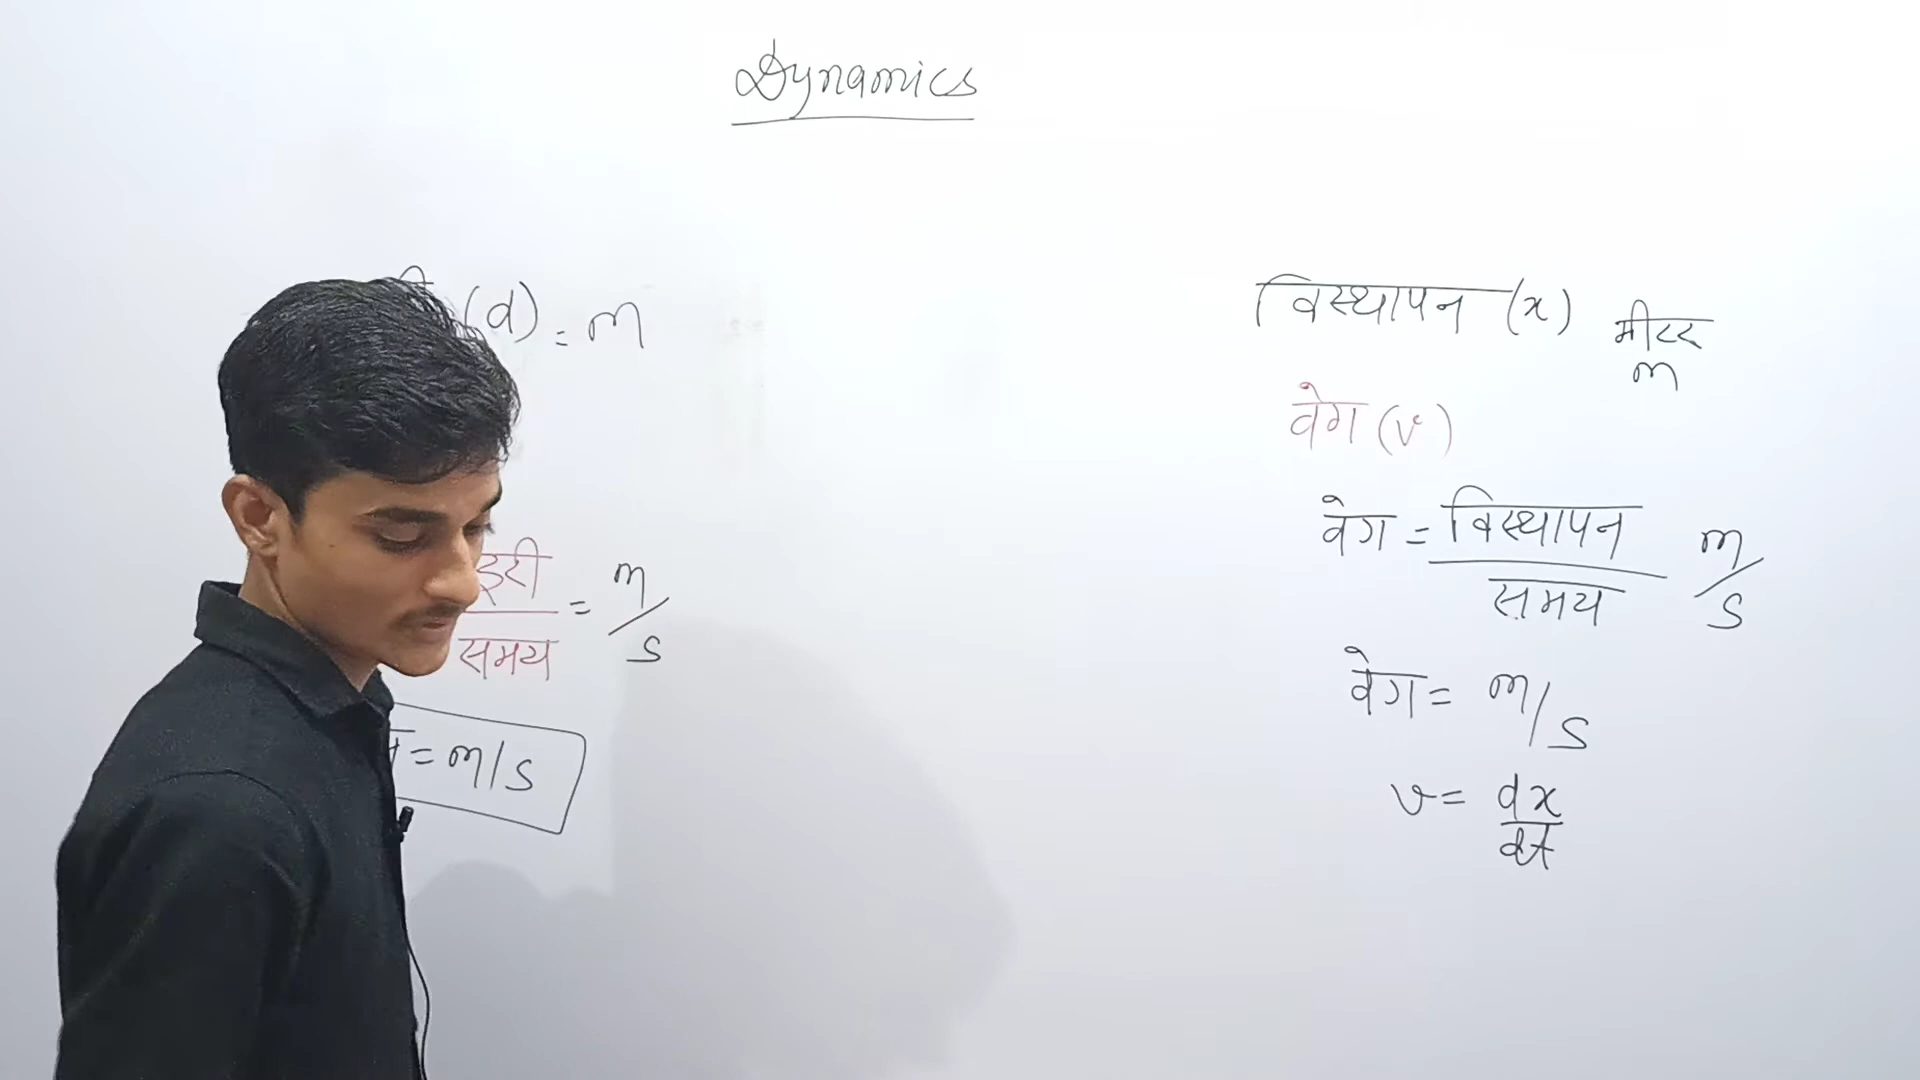 Dynamics
(d) = m
दूरी / समय = m/s
= m/s
विस्थापन (x) मीटर
m
वेग (v)
वेग = विस्थापन / समय m/s
वेग = m/s
v = dx/dt